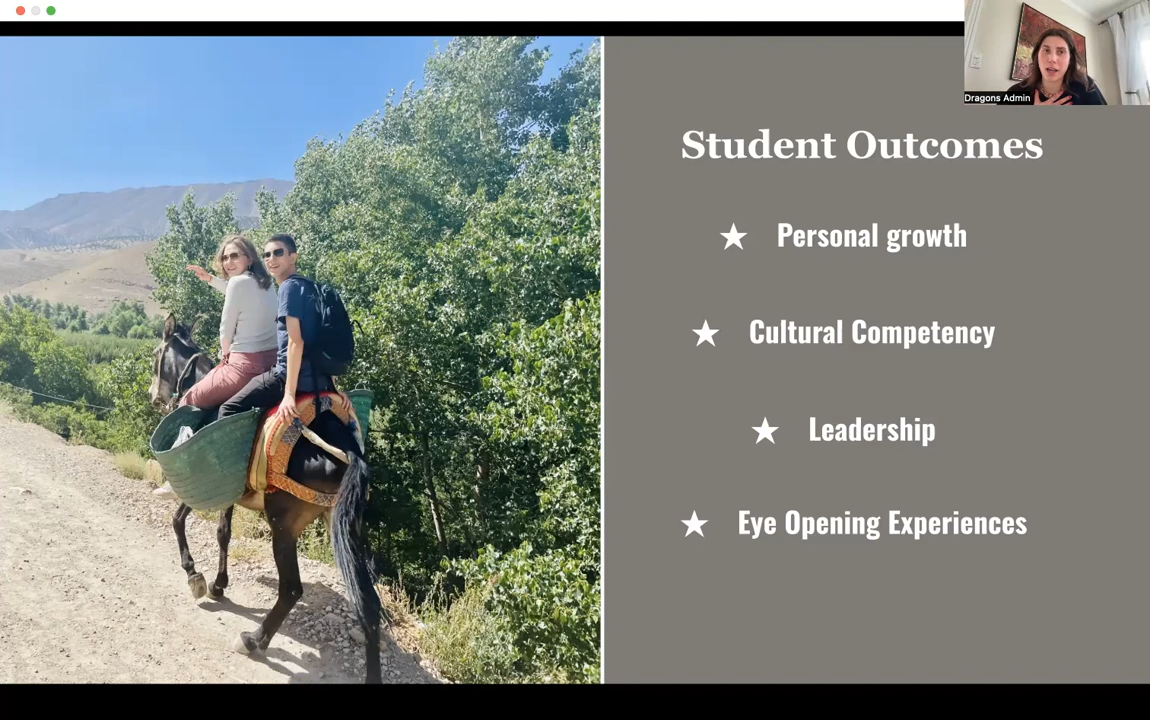 Dragons Admin
Student Outcomes
★ Personal growth
★ Cultural Competency
★ Leadership
★ Eye Opening Experiences